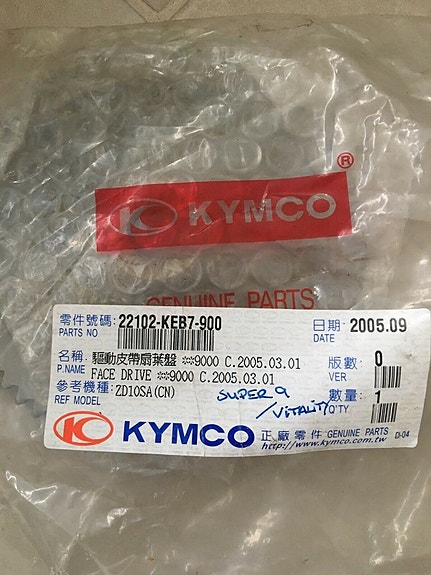 KYMCO ®
GENUINE PARTS
零件號碼: 22102-KEB7-900 日期: 2005.09
PARTS NO DATE
名稱: 驅動皮帶扇葉盤 **9000 C.2005.03.01 版數: 0
P.NAME FACE DRIVE **9000 C.2005.03.01 VER
參考機種: ZD10SA(CN) 數量: 1
REF MODEL Q'TY
SUPER 9
/VITALITY
KYMCO 正廠零件 GENUINE PARTS DI-04
http://www.kymco.com.tw